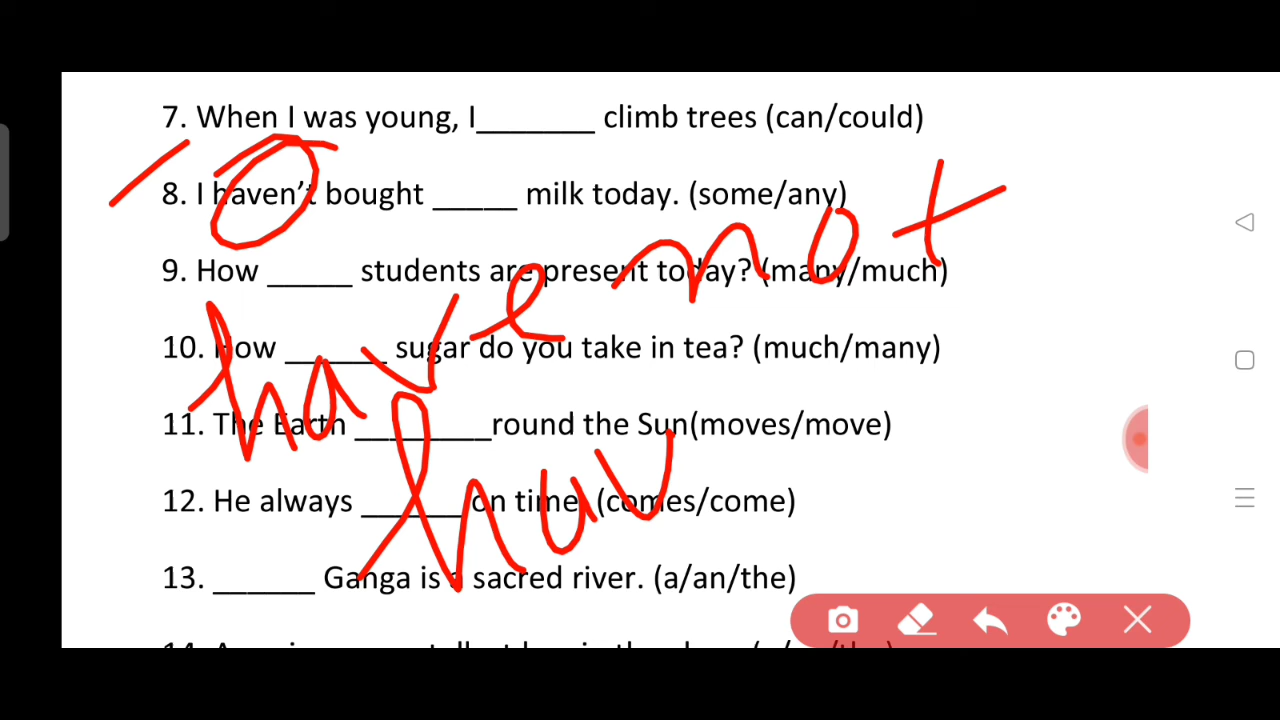 7. When I was young, I_______ climb trees (can/could)
8. I haven't bought _____ milk today. (some/any)
9. How _____ students are present today? (many/much)
have not
10. How ______ sugar do you take in tea? (much/many)
11. The Earth ________round the Sun(moves/move)
hav
12. He always ______ on time. (comes/come)
13. ______ Ganga is a sacred river. (a/an/the)